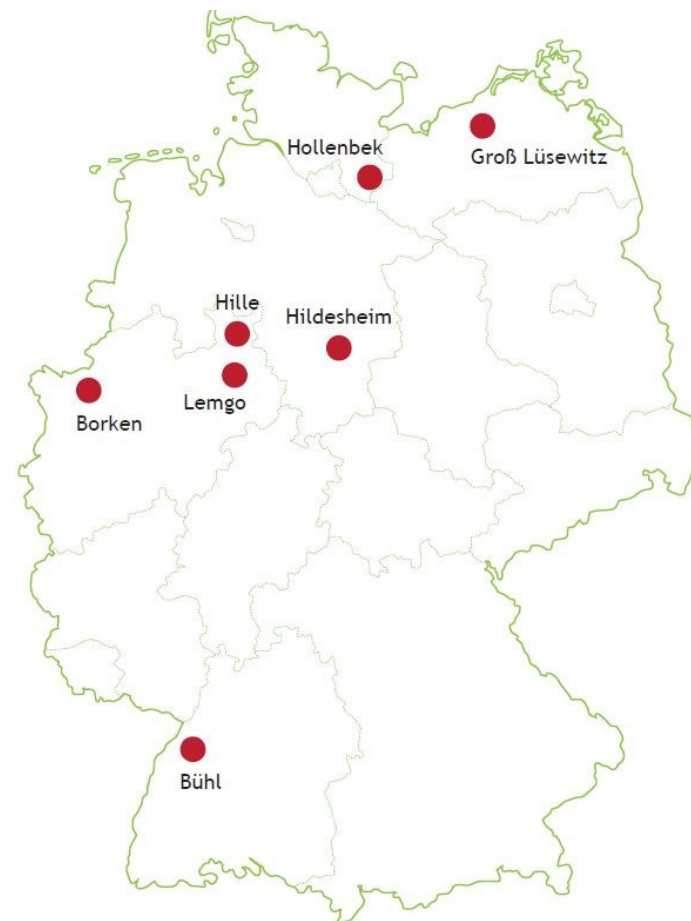 Hollenbek
Groß Lüsewitz
Hille
Hildesheim
Lemgo
Borken
Bühl